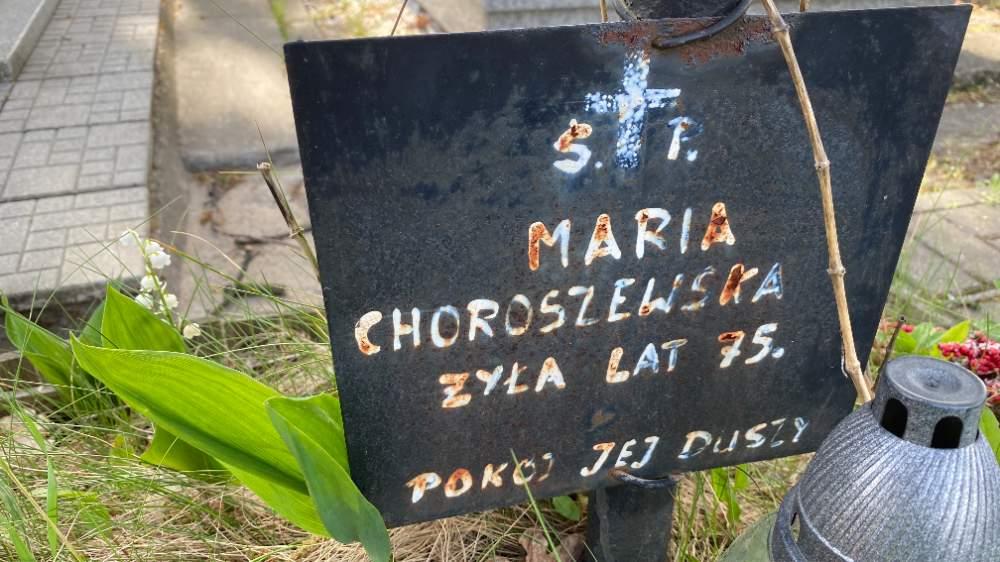 Ś. P.
MARIA
CHOROSZEWSKA
ŻYŁA LAT 75.
POKÓJ JEJ DUSZY